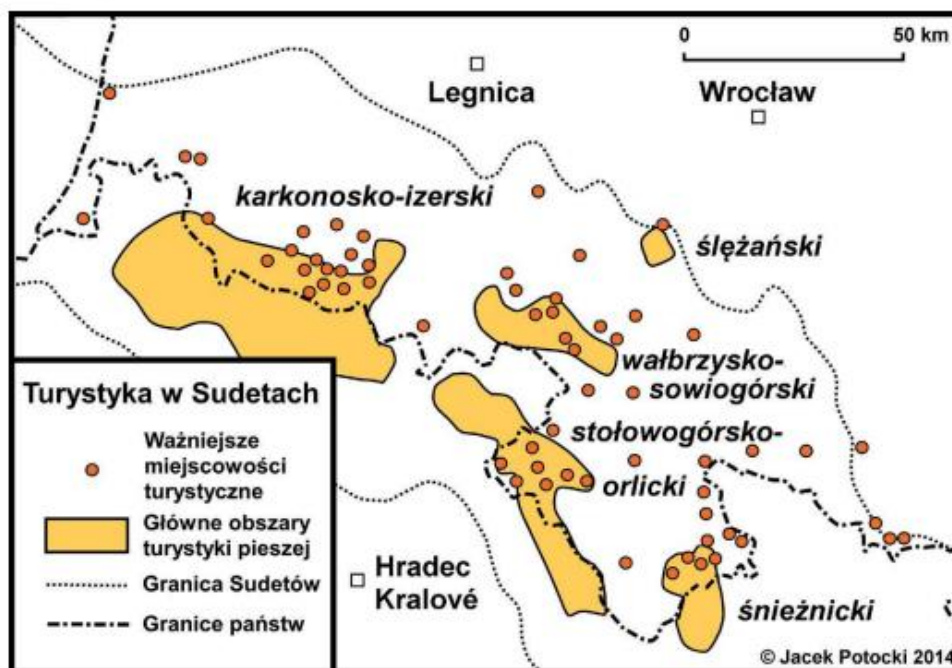 0 50 km
Legnica
Wrocław
karkonosko-izerski
ślężański
wałbrzysko-
sowiogórski
stołowogórsko-
orlicki
śnieżnicki
Hradec
Kralové
Turystyka w Sudetach
Ważniejsze
miejscowości
turystyczne
Główne obszary
turystyki pieszej
Granica Sudetów
Granice państw
© Jacek Potocki 2014